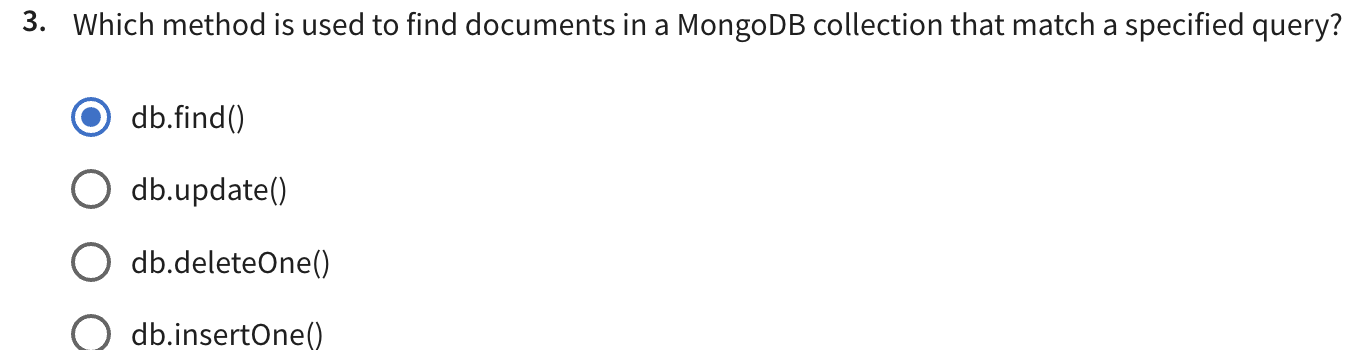 3. Which method is used to find documents in a MongoDB collection that match a specified query?
db.find()
db.update()
db.deleteOne()
db.insertOne()